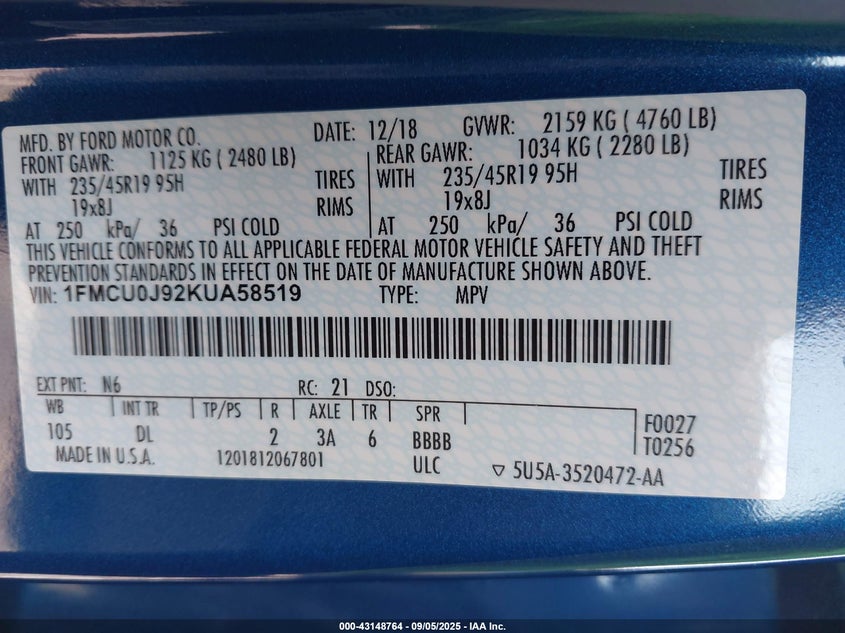 MFD. BY FORD MOTOR CO. DATE: 12/18 GVWR: 2159 KG ( 4760 LB)
FRONT GAWR: 1125 KG ( 2480 LB) REAR GAWR: 1034 KG ( 2280 LB)
WITH 235/45R19 95H TIRES WITH 235/45R19 95H TIRES
19x8J RIMS 19x8J RIMS
AT 250 kPa/ 36 PSI COLD AT 250 kPa/ 36 PSI COLD
THIS VEHICLE CONFORMS TO ALL APPLICABLE FEDERAL MOTOR VEHICLE SAFETY AND THEFT
PREVENTION STANDARDS IN EFFECT ON THE DATE OF MANUFACTURE SHOWN ABOVE.
VIN: 1FMCU0J92KUA58519 TYPE: MPV
EXT PNT: N6 RC: 21 DSO:
WB INT TR TP/PS R AXLE TR SPR
105 DL 2 3A 6 BBBB
F0027
T0256
MADE IN U.S.A. 1201812067801 ULC ▽ 5U5A-3520472-AA
000-43148764 - 09/05/2025 - IAA Inc.